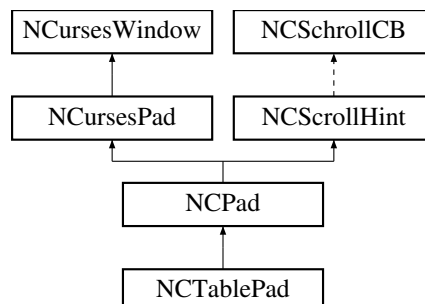 NCursesWindow NCSchrollCB
NCursesPad NCScrollHint
NCPad
NCTablePad